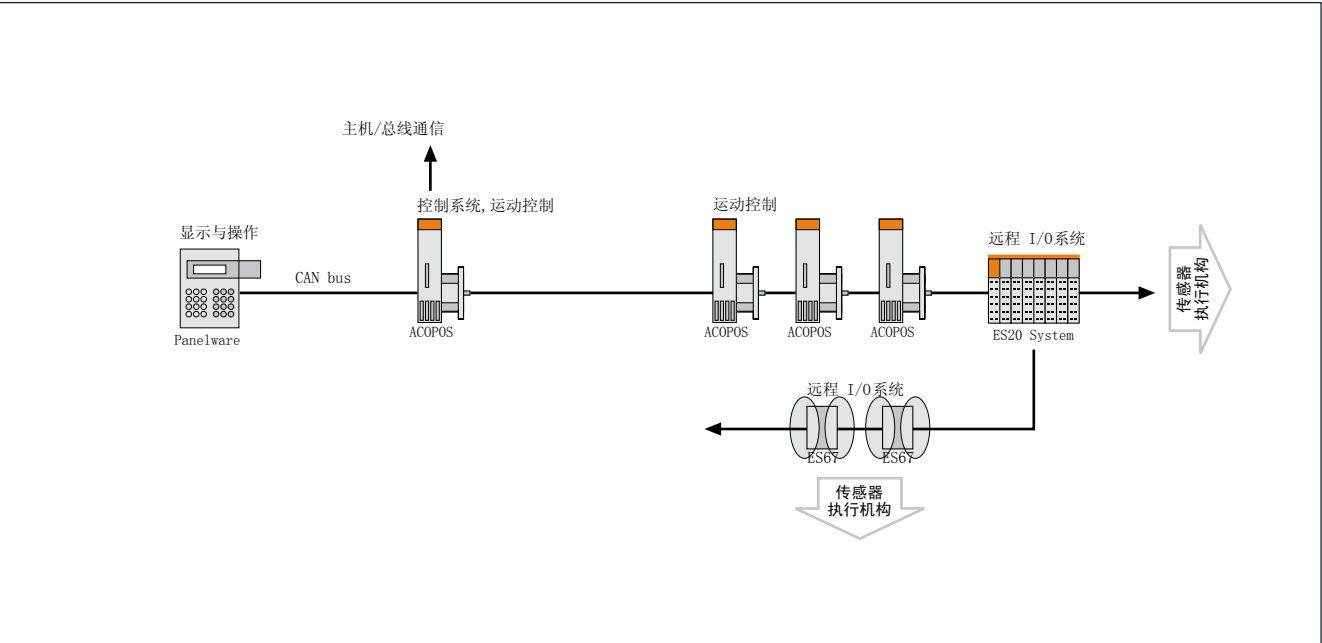 主机/总线通信
控制系统,运动控制
运动控制
显示与操作
远程 I/O系统
CAN bus
传感器
执行机构
Panelware
ACOPOS
ACOPOS
ACOPOS
ACOPOS
ES20 System
远程 I/O系统
ES67
ES67
传感器
执行机构